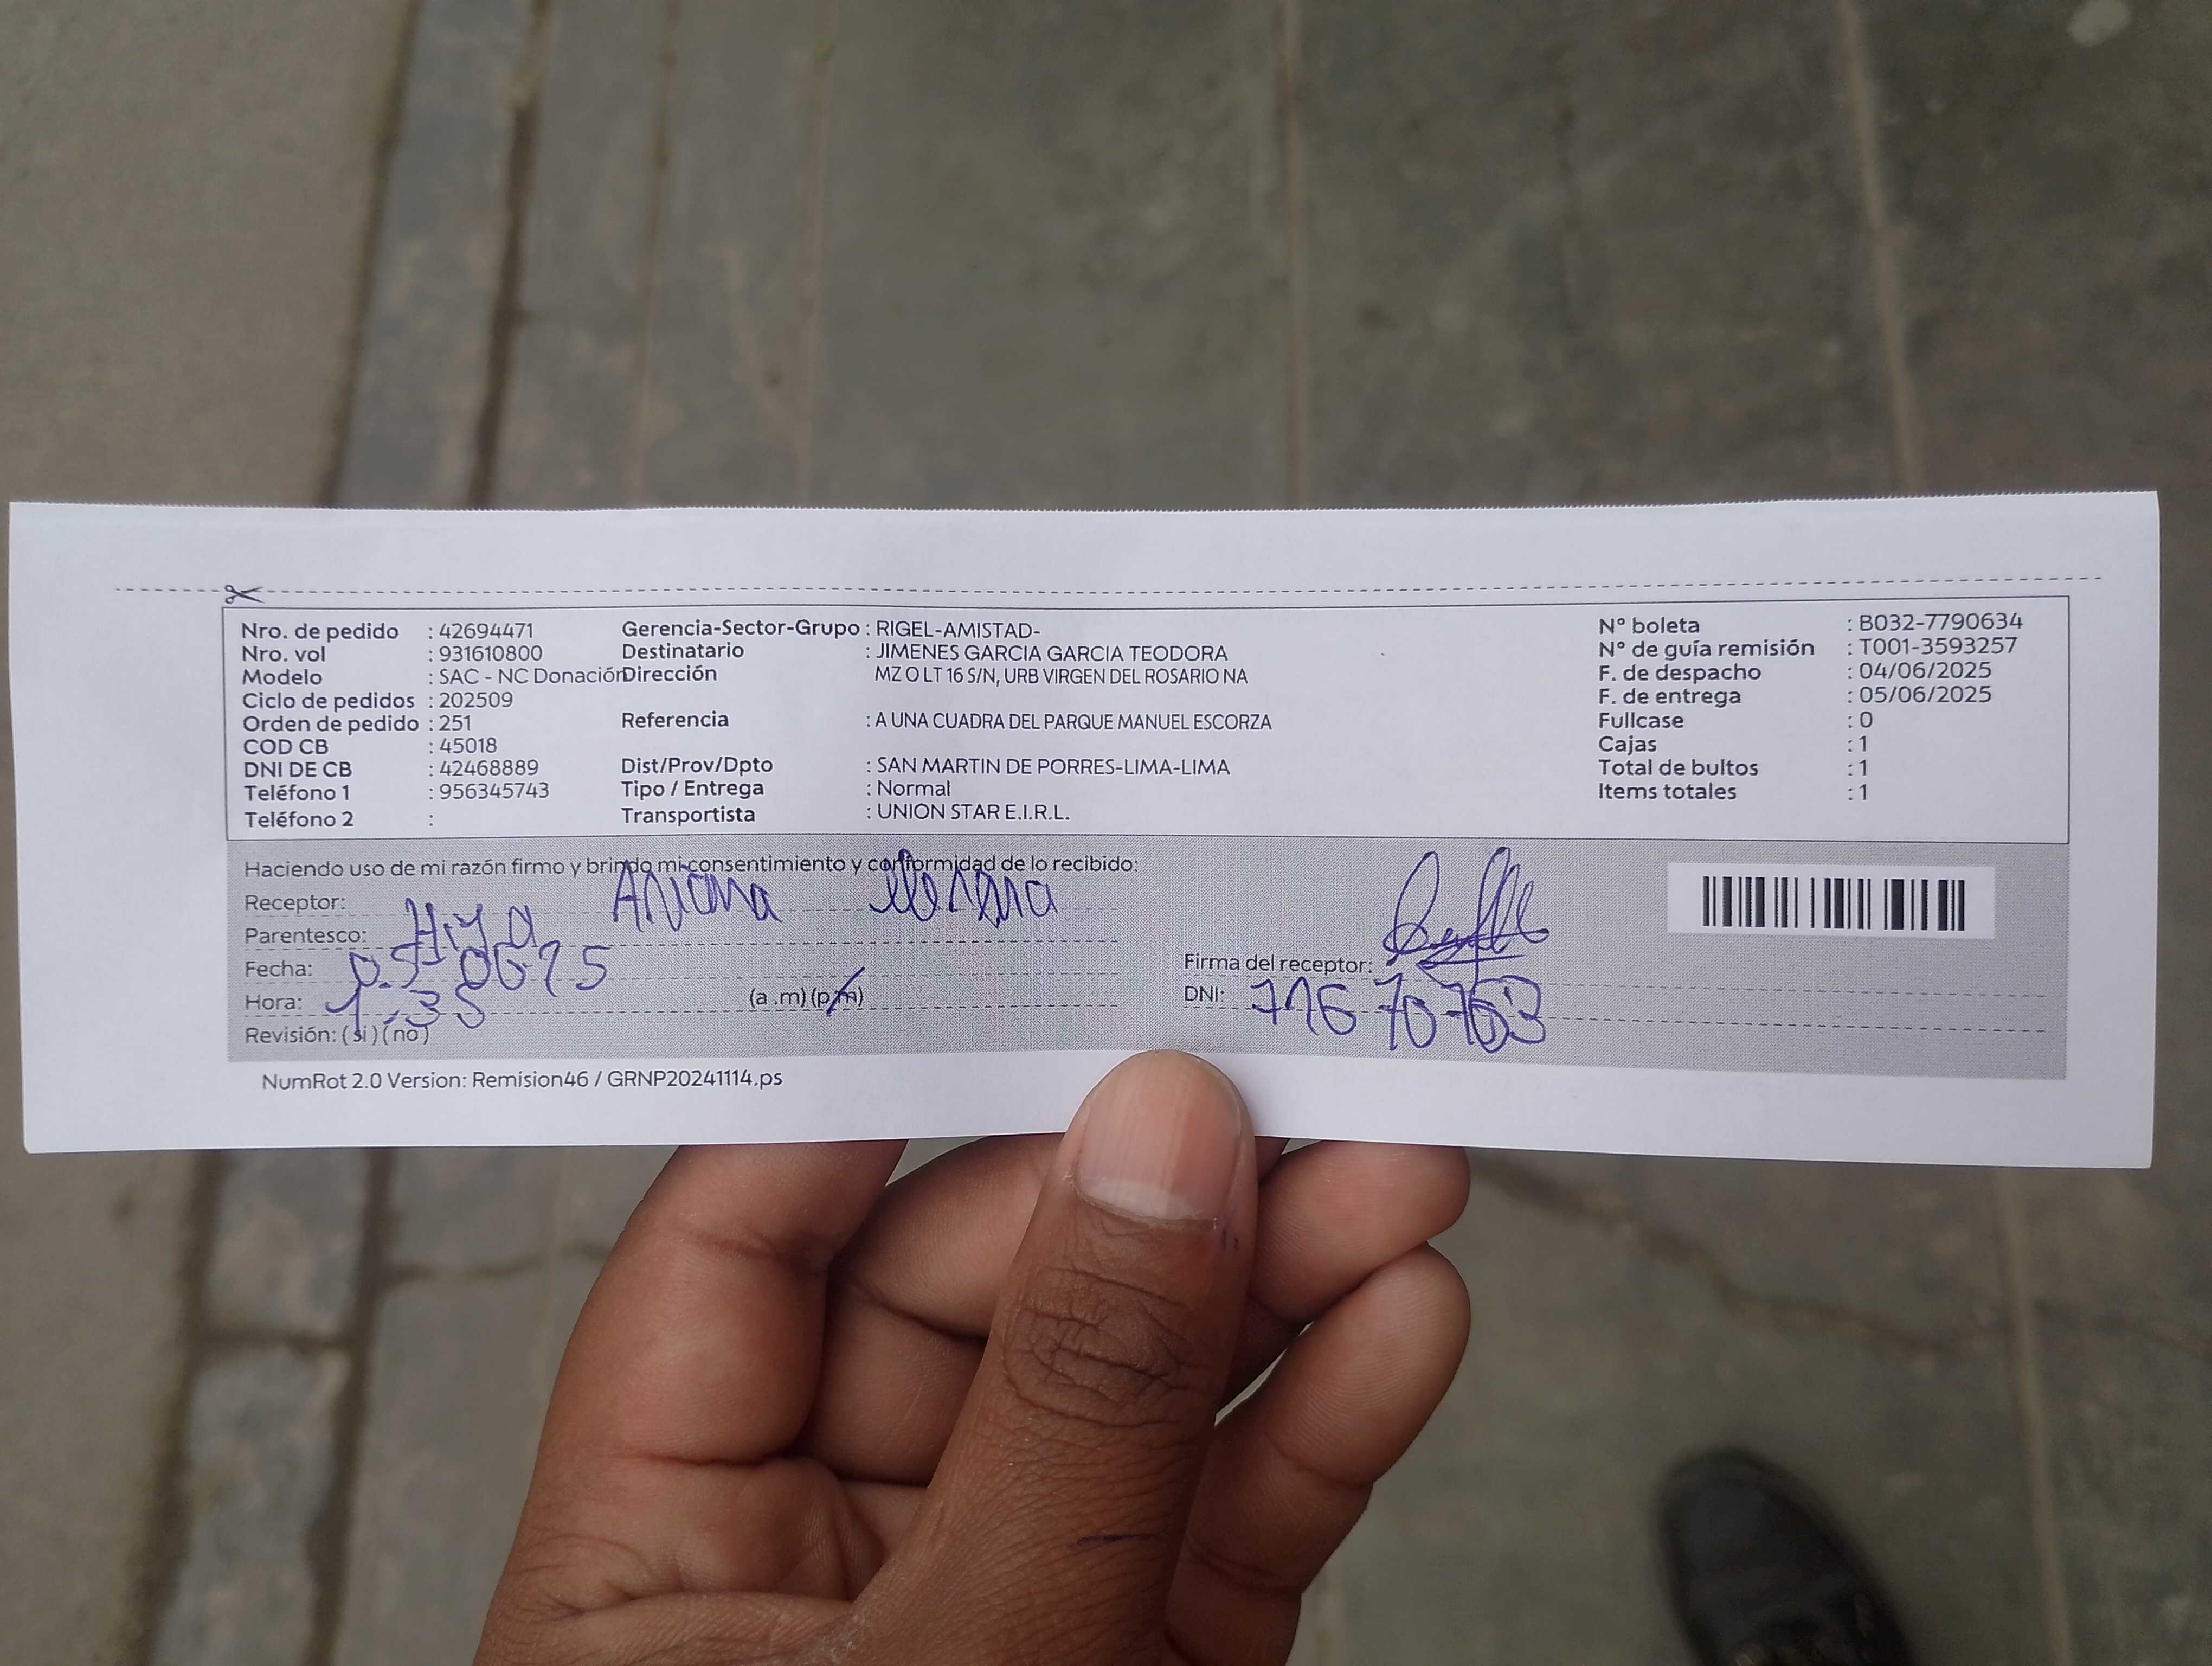 Nro. de pedido : 42694471 Gerencia-Sector-Grupo : RIGEL-AMISTAD- N° boleta : B032-7790634
Nro. vol : 931610800 Destinatario : JIMENES GARCIA GARCIA TEODORA N° de guía remisión : T001-3593257
Modelo : SAC - NC Donación Dirección MZ O LT 16 S/N, URB VIRGEN DEL ROSARIO NA F. de despacho : 04/06/2025
Ciclo de pedidos : 202509 F. de entrega : 05/06/2025
Orden de pedido : 251 Referencia : A UNA CUADRA DEL PARQUE MANUEL ESCORZA Fullcase : 0
COD CB : 45018 Cajas : 1
DNI DE CB : 42468889 Dist/Prov/Dpto : SAN MARTIN DE PORRES-LIMA-LIMA Total de bultos : 1
Teléfono 1 : 956345743 Tipo / Entrega : Normal Items totales : 1
Teléfono 2 : Transportista : UNION STAR E.I.R.L.
Haciendo uso de mi razón firmo y brindo mi consentimiento y conformidad de lo recibido:
Receptor:
Parentesco: Hija
Fecha:
Firma del receptor:
Hora: 1:35 (a .m) (p.m)
DNI:
Revisión: ( si ) ( no )
NumRot 2.0 Version: Remision46 / GRNP20241114.ps